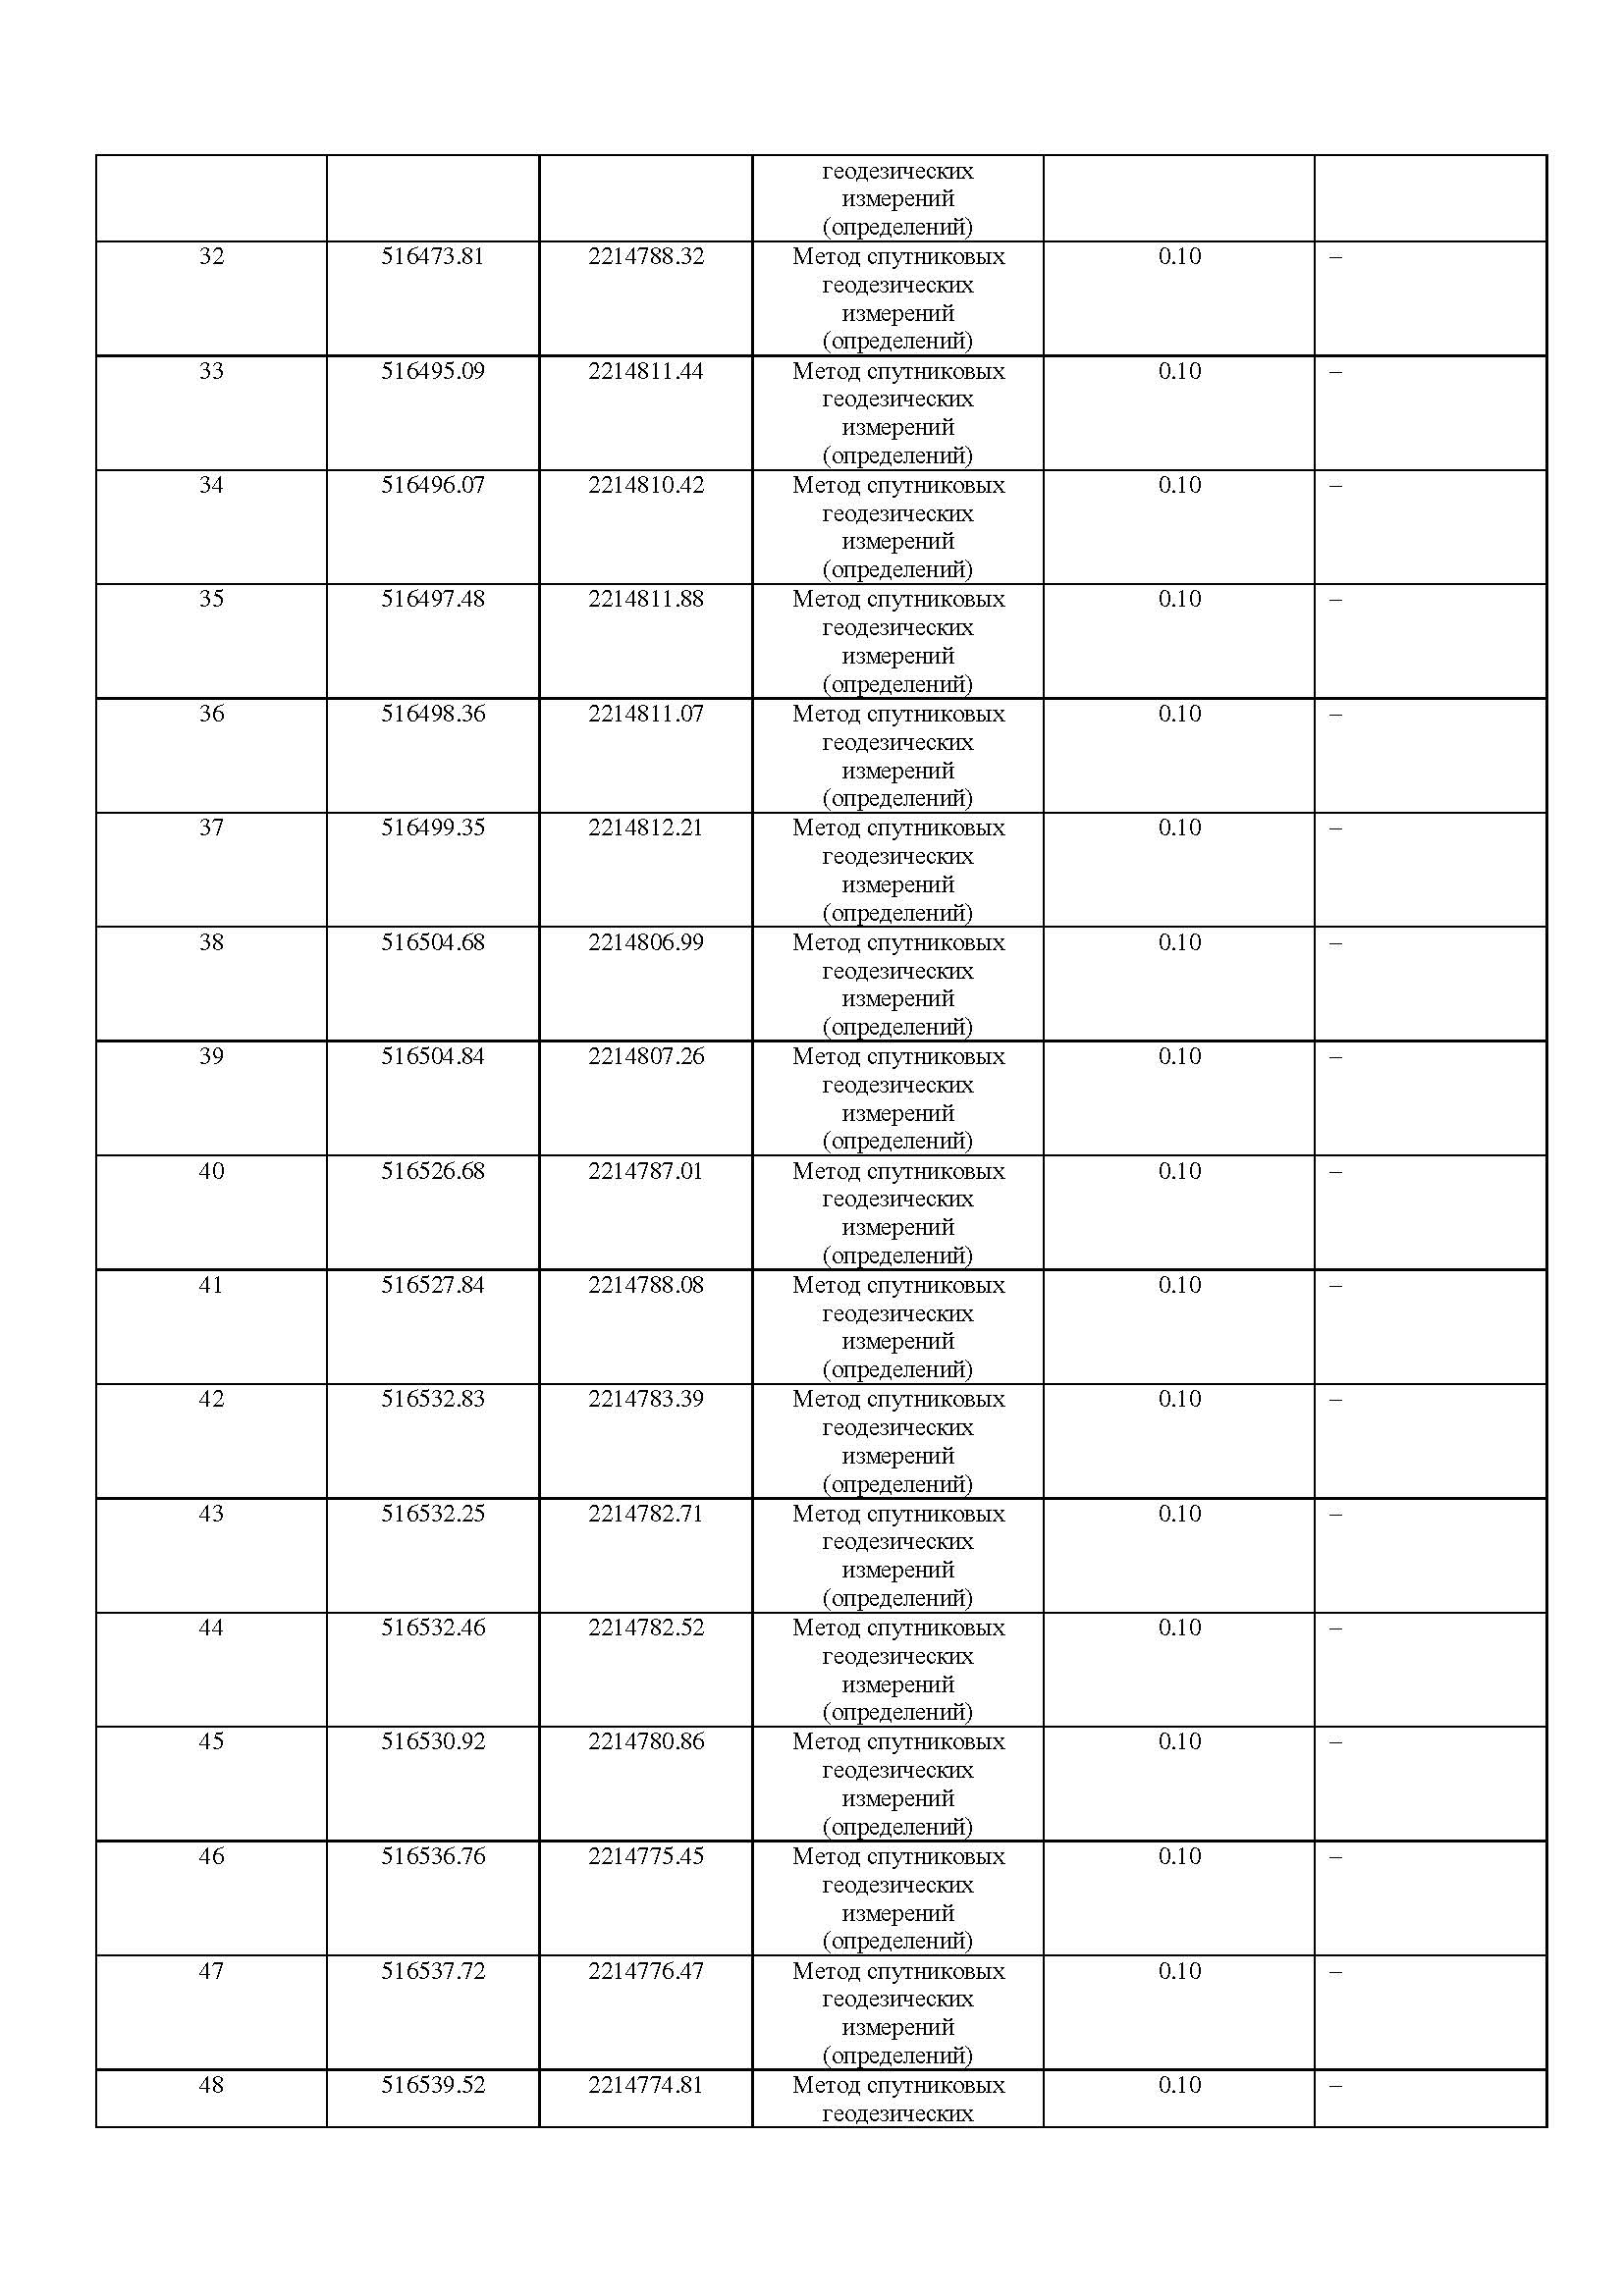 геодезических
измерений
(определений)
32 516473.81 2214788.32 Метод спутниковых 0.10 –
геодезических
измерений
(определений)
33 516495.09 2214811.44 Метод спутниковых 0.10 –
геодезических
измерений
(определений)
34 516496.07 2214810.42 Метод спутниковых 0.10 –
геодезических
измерений
(определений)
35 516497.48 2214811.88 Метод спутниковых 0.10 –
геодезических
измерений
(определений)
36 516498.36 2214811.07 Метод спутниковых 0.10 –
геодезических
измерений
(определений)
37 516499.35 2214812.21 Метод спутниковых 0.10 –
геодезических
измерений
(определений)
38 516504.68 2214806.99 Метод спутниковых 0.10 –
геодезических
измерений
(определений)
39 516504.84 2214807.26 Метод спутниковых 0.10 –
геодезических
измерений
(определений)
40 516526.68 2214787.01 Метод спутниковых 0.10 –
геодезических
измерений
(определений)
41 516527.84 2214788.08 Метод спутниковых 0.10 –
геодезических
измерений
(определений)
42 516532.83 2214783.39 Метод спутниковых 0.10 –
геодезических
измерений
(определений)
43 516532.25 2214782.71 Метод спутниковых 0.10 –
геодезических
измерений
(определений)
44 516532.46 2214782.52 Метод спутниковых 0.10 –
геодезических
измерений
(определений)
45 516530.92 2214780.86 Метод спутниковых 0.10 –
геодезических
измерений
(определений)
46 516536.76 2214775.45 Метод спутниковых 0.10 –
геодезических
измерений
(определений)
47 516537.72 2214776.47 Метод спутниковых 0.10 –
геодезических
измерений
(определений)
48 516539.52 2214774.81 Метод спутниковых 0.10 –
геодезических